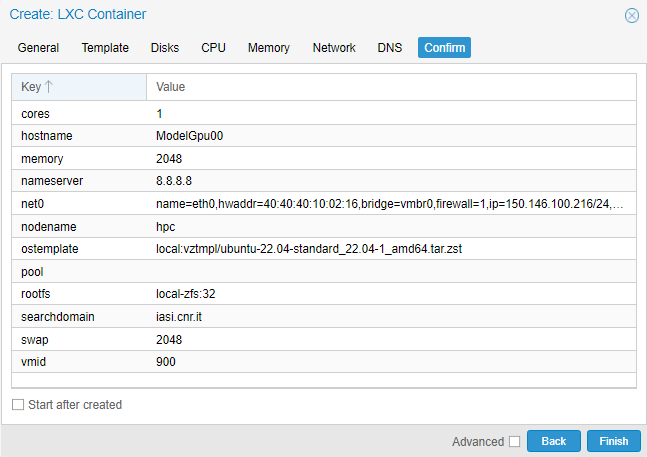 Create: LXC Container
General Template Disks CPU Memory Network DNS Confirm
Key Value
cores 1
hostname ModelGpu00
memory 2048
nameserver 8.8.8.8
net0 name=eth0,hwaddr=40:40:40:10:02:16,bridge=vmbr0,firewall=1,ip=150.146.100.216/24,...
nodename hpc
ostemplate local:vztmpl/ubuntu-22.04-standard_22.04-1_amd64.tar.zst
pool
rootfs local-zfs:32
searchdomain iasi.cnr.it
swap 2048
vmid 900
Start after created
Advanced Back Finish